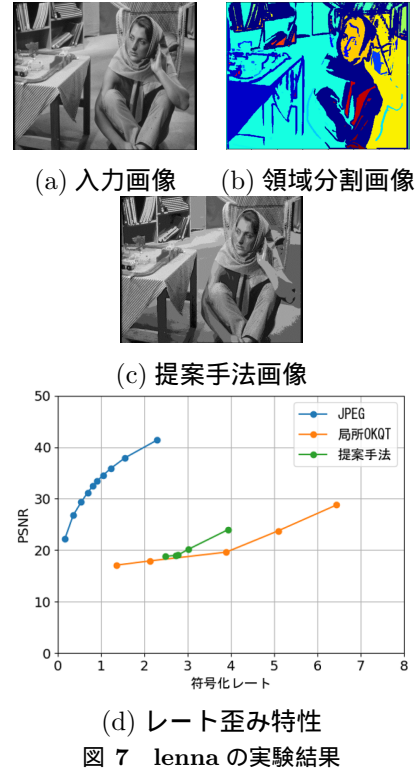 (a) 入力画像
(b) 領域分割画像
(c) 提案手法画像
50
40
30
20
10
0
PSNR
JPEG
局所OKQT
提案手法
0 1 2 3 4 5 6 7 8
符号化レート
(d) レート歪み特性
図 7 lenna の実験結果